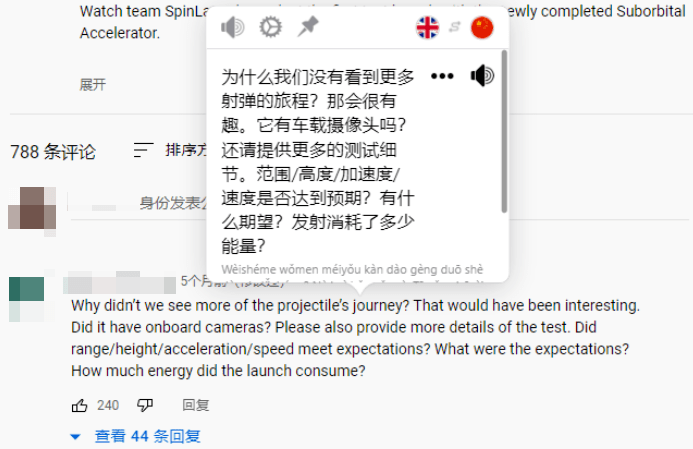 Watch team SpinLa
ewly completed Suborbital
Accelerator.
展开
788 条评论
排序方
身份发表公
为什么我们没有看到更多
射弹的旅程？那会很有
趣。它有车载摄像头吗？
还请提供更多的测试细
节。范围/高度/加速度/
速度是否达到预期？有什
么期望？发射消耗了多少
能量？
Wèishéme wǒmen méiyǒu kàn dào gèng duō shè
5个月前
Why didn’t we see more of the projectile’s journey? That would have been interesting.
Did it have onboard cameras? Please also provide more details of the test. Did
range/height/acceleration/speed meet expectations? What were the expectations?
How much energy did the launch consume?
240
回复
查看 44 条回复